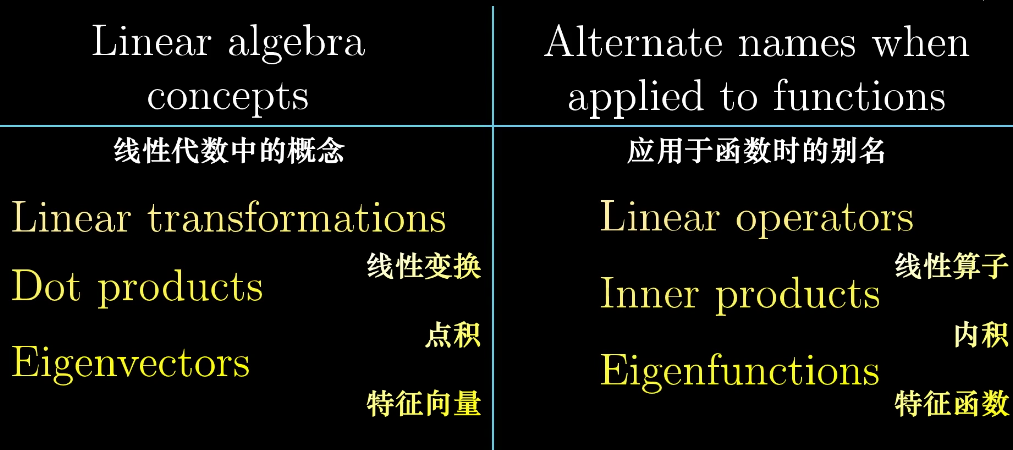 Linear algebra
concepts
线性代数中的概念
Linear transformations
线性变换
Dot products
点积
Eigenvectors
特征向量
Alternate names when
applied to functions
应用于函数时的别名
Linear operators
线性算子
Inner products
内积
Eigenfunctions
特征函数